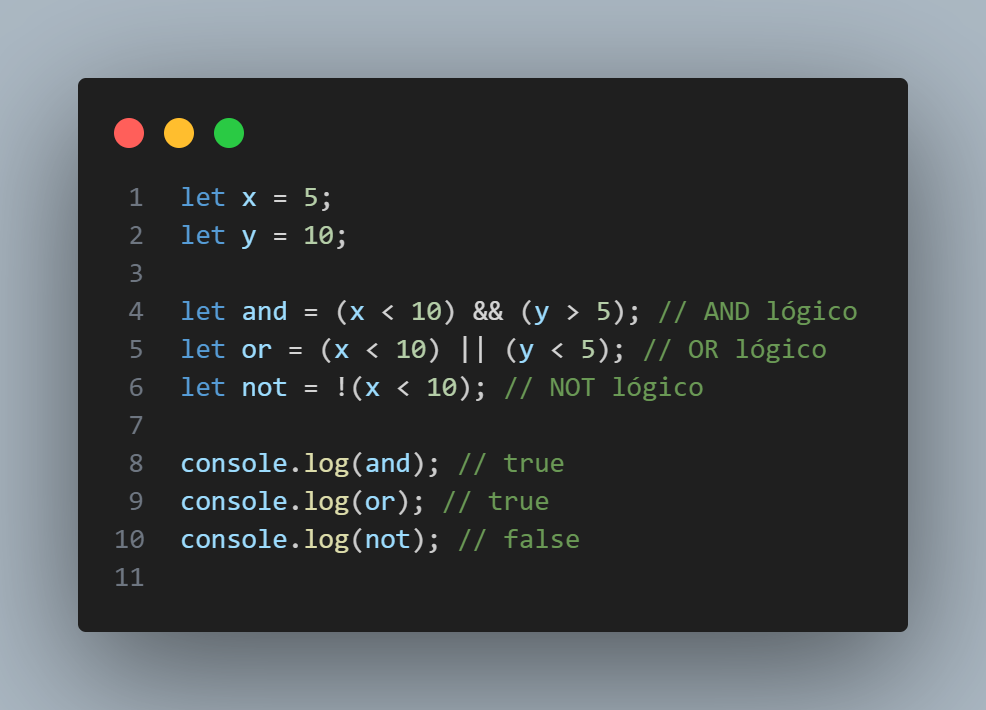 1 let x = 5;
2 let y = 10;
3
4 let and = (x < 10) && (y > 5); // AND lógico
5 let or = (x < 10) || (y < 5); // OR lógico
6 let not = !(x < 10); // NOT lógico
7
8 console.log(and); // true
9 console.log(or); // true
10 console.log(not); // false
11